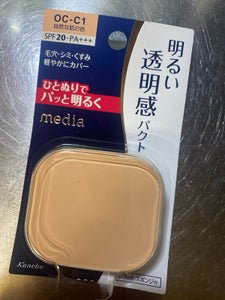 OC-C1
自然な肌の色
SPF20・PA+++
毛穴・シミ・くすみ
軽やかにカバー
ひとぬりで
パッと明るく
media
明るい
透明感
パクト
Kanebo